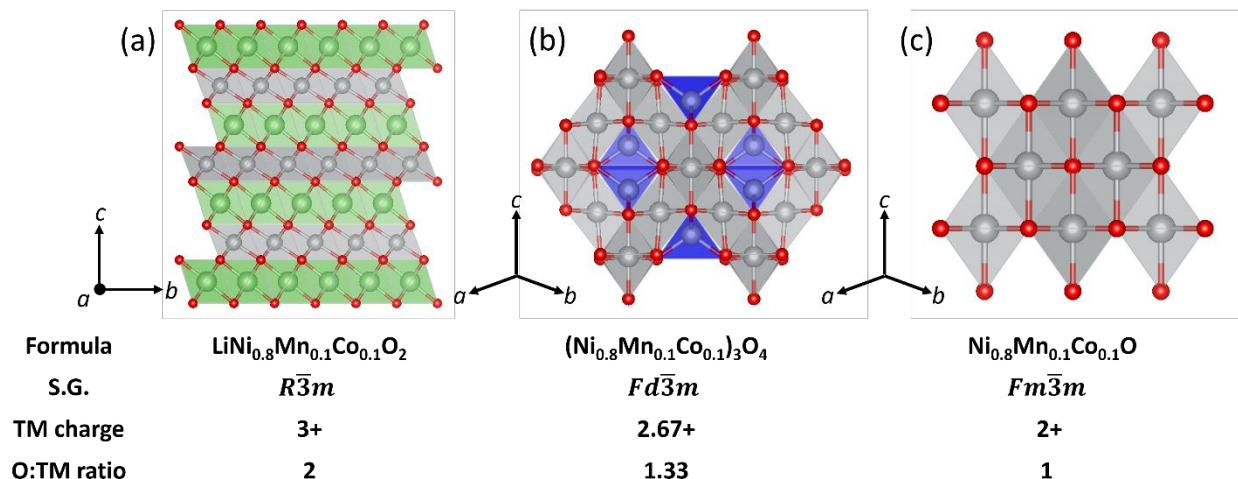 (a) (b) (c)
c c c
a b a b a b
Formula LiNi₀.₈Mn₀.₁Co₀.₁O₂ (Ni₀.₈Mn₀.₁Co₀.₁)₃O₄ Ni₀.₈Mn₀.₁Co₀.₁O
S.G. R3̅m Fd3̅m Fm3̅m
TM charge 3+ 2.67+ 2+
O:TM ratio 2 1.33 1